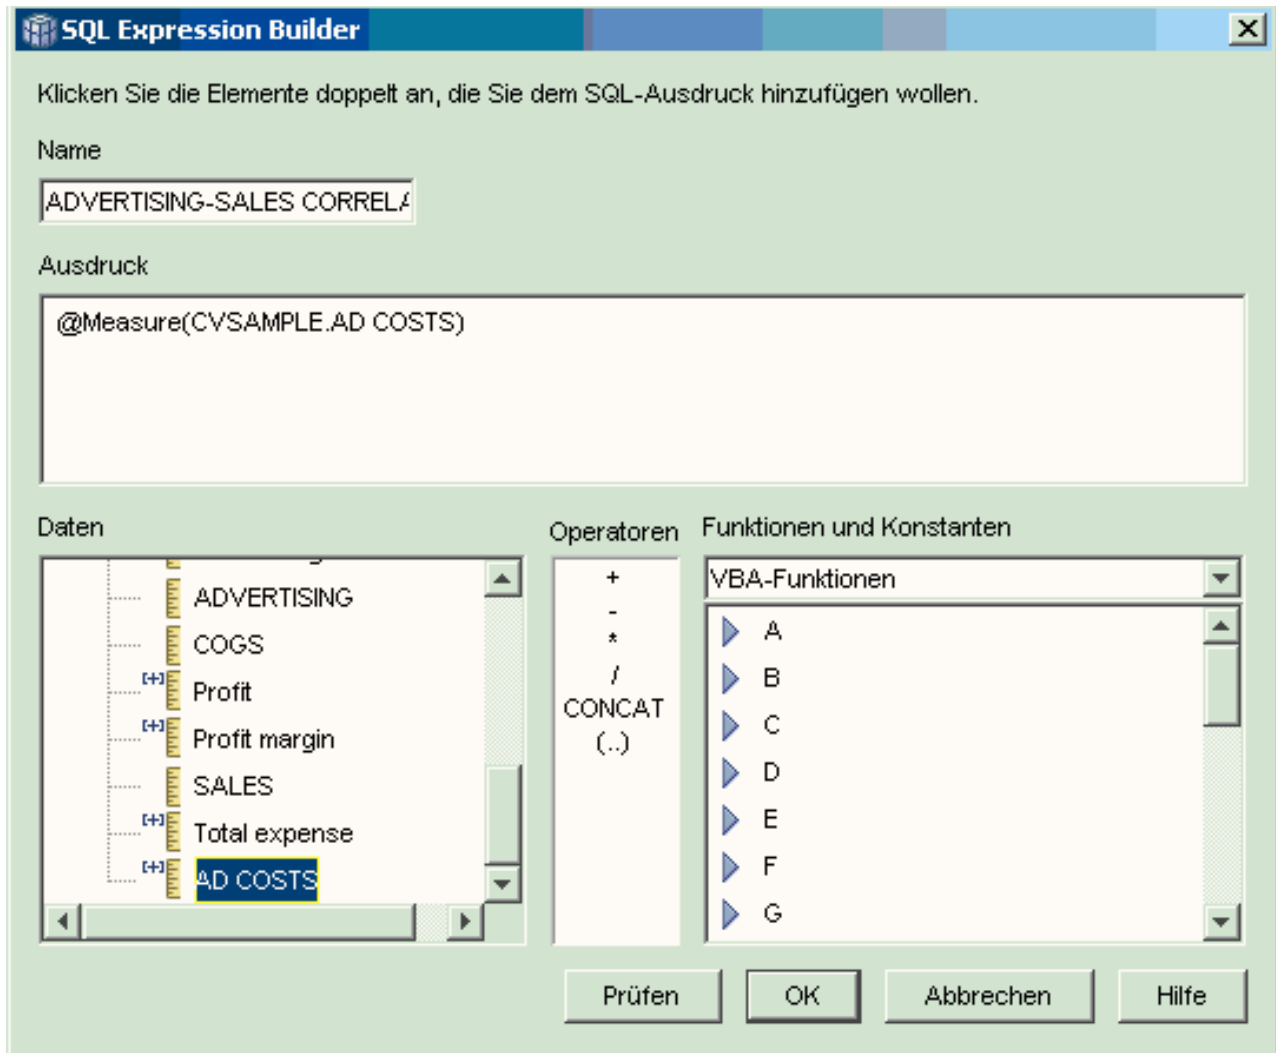 SQL Expression Builder
Klicken Sie die Elemente doppelt an, die Sie dem SQL-Ausdruck hinzufügen wollen.
Name
ADVERTISING-SALES CORRELA
Ausdruck
@Measure(CVSAMPLE.AD COSTS)
Daten
ADVERTISING
COGS
[+] Profit
[+] Profit margin
SALES
[+] Total expense
[+] AD COSTS
Operatoren
+
-
*
/
CONCAT
(..)
Funktionen und Konstanten
VBA-Funktionen
A
B
C
D
E
F
G
Prüfen
OK
Abbrechen
Hilfe